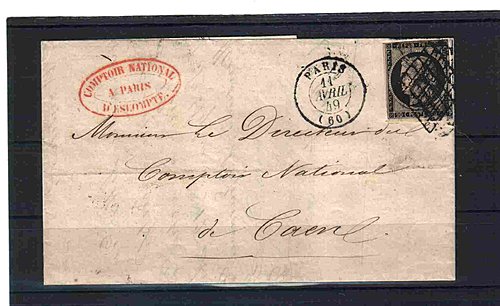 COMPTOIR NATIONAL
A PARIS
D'ESCOMPTE.
PARIS
11
AVRIL
49
(60)
Monsieur Le Directeur du
Comptoir National
de Caen